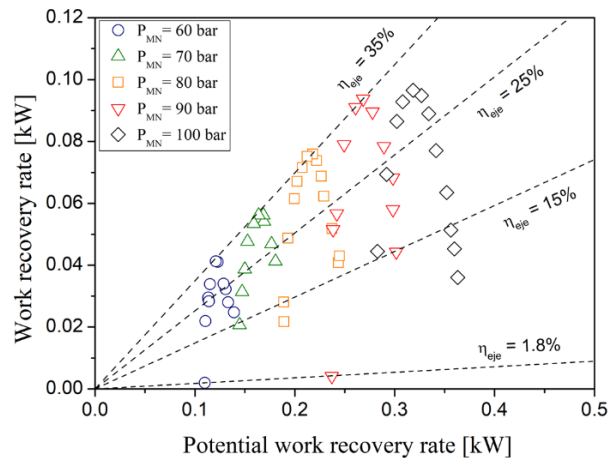 0.12
0.10
0.08
0.06
0.04
0.02
0.00
Work recovery rate [kW]
P_MN= 60 bar
P_MN= 70 bar
P_MN= 80 bar
P_MN= 90 bar
P_MN= 100 bar
η_eje = 35%
η_eje = 25%
η_eje = 15%
η_eje = 1.8%
0.0 0.1 0.2 0.3 0.4 0.5
Potential work recovery rate [kW]